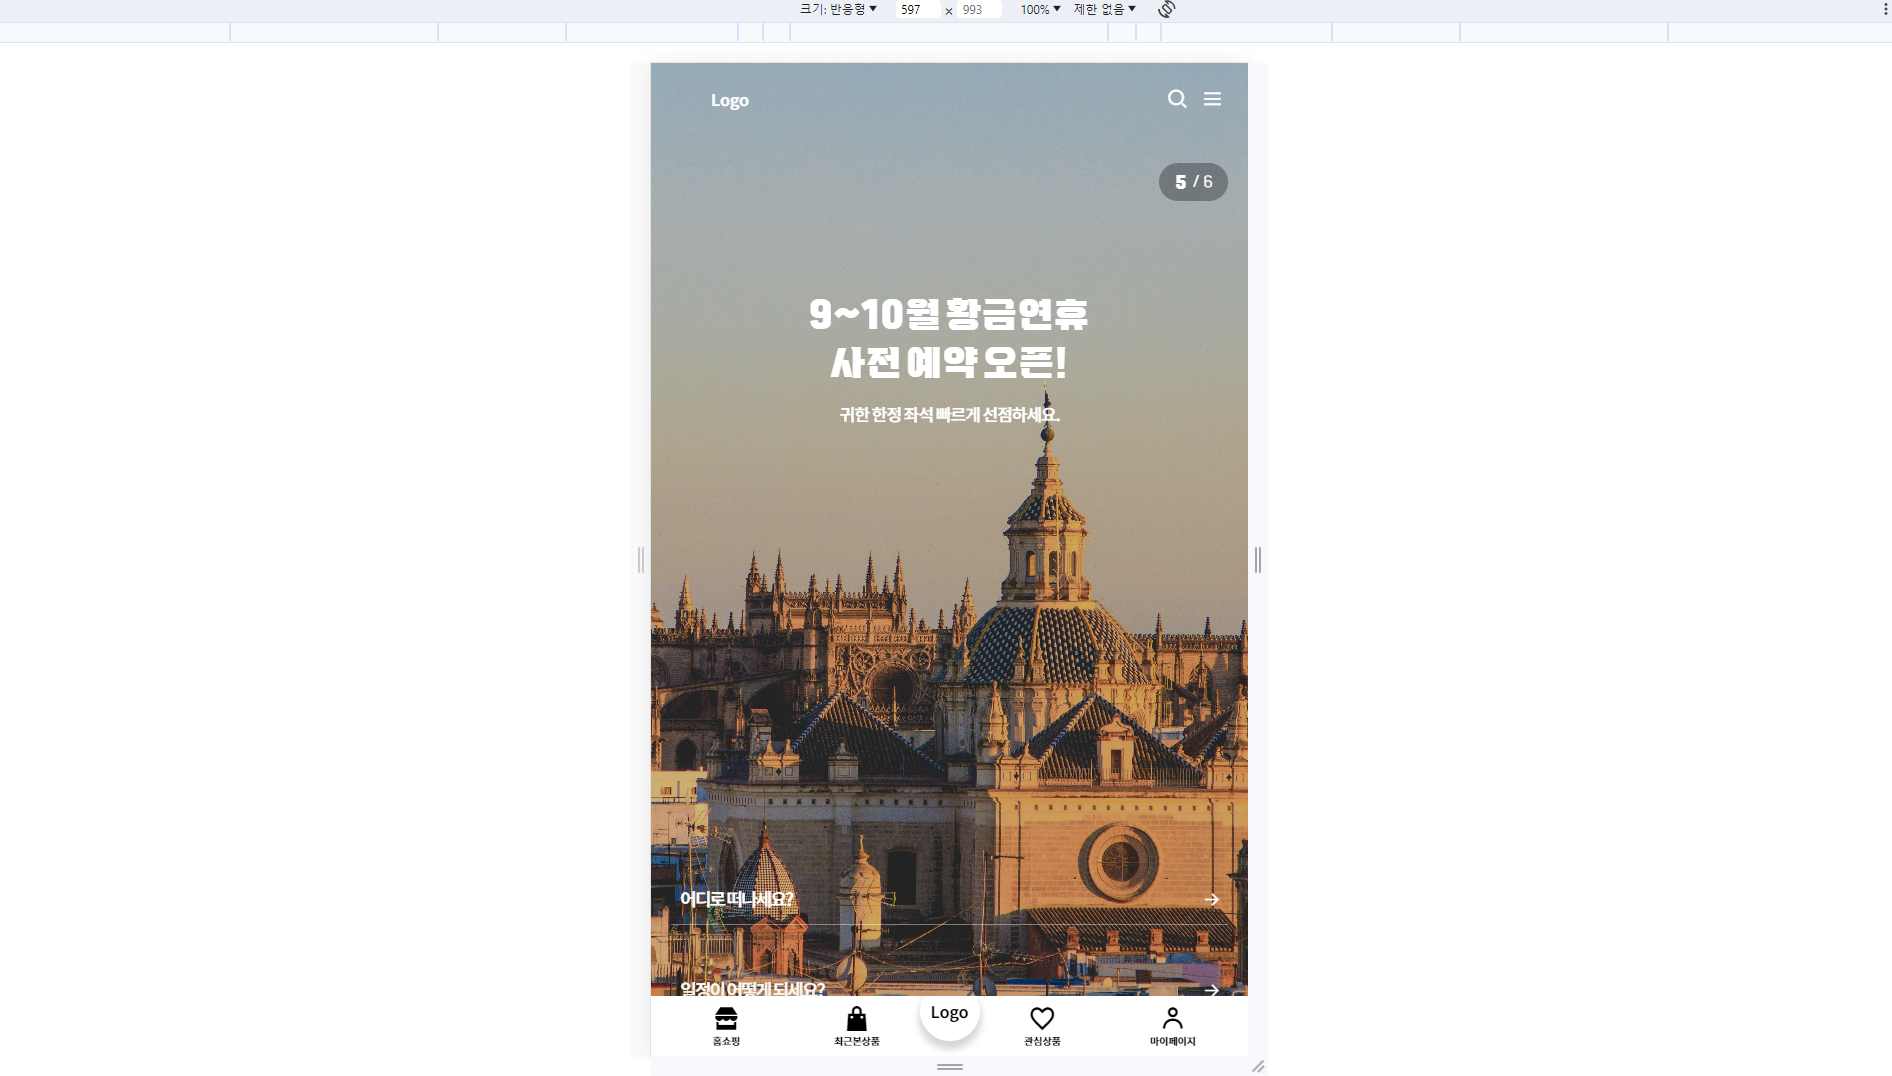 크기: 반응형 597 × 993 100% 제한 없음
Logo
5 / 6
9~10월 황금연휴
사전 예약 오픈!
귀한 한정 좌석 빠르게 선점하세요.
어디로 떠나세요?
일정이 어떻게 되세요?
홈쇼핑
최근본상품
Logo
관심상품
마이페이지